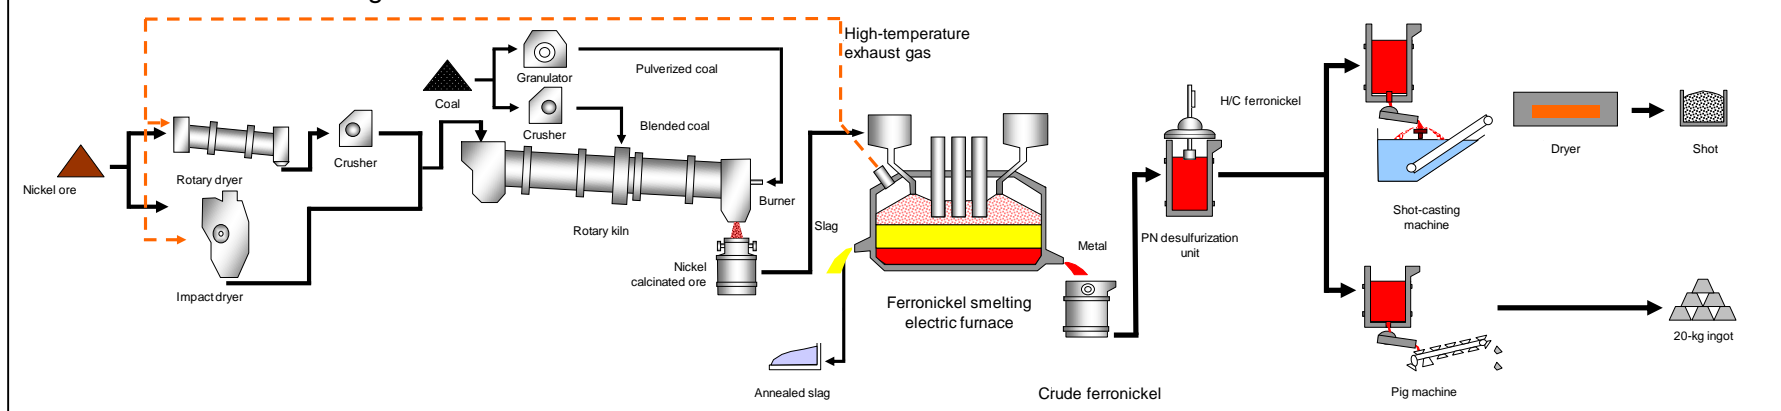 High-temperature
exhaust gas
Granulator
Pulverized coal
Coal
Crusher
Blended coal
H/C ferronickel
Nickel ore
Rotary dryer
Crusher
Burner
Rotary kiln
Slag
Nickel
calcinated ore
Impact dryer
Metal
PN desulfurization
unit
Dryer
Shot
Shot-casting
machine
Ferronickel smelting
electric furnace
20-kg ingot
Annealed slag
Crude ferronickel
Pig machine